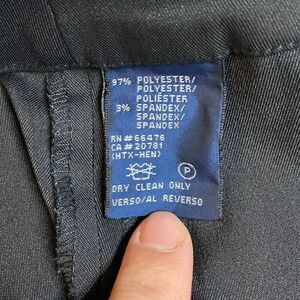 97% POLYESTER/
POLYESTER/
POLIÉSTER
3% SPANDEX/
SPANDEX/
SPANDEX
RN#66476
CA#20781
(HTX-HEN)
P
DRY CLEAN ONLY
VERSO/AL REVERSO